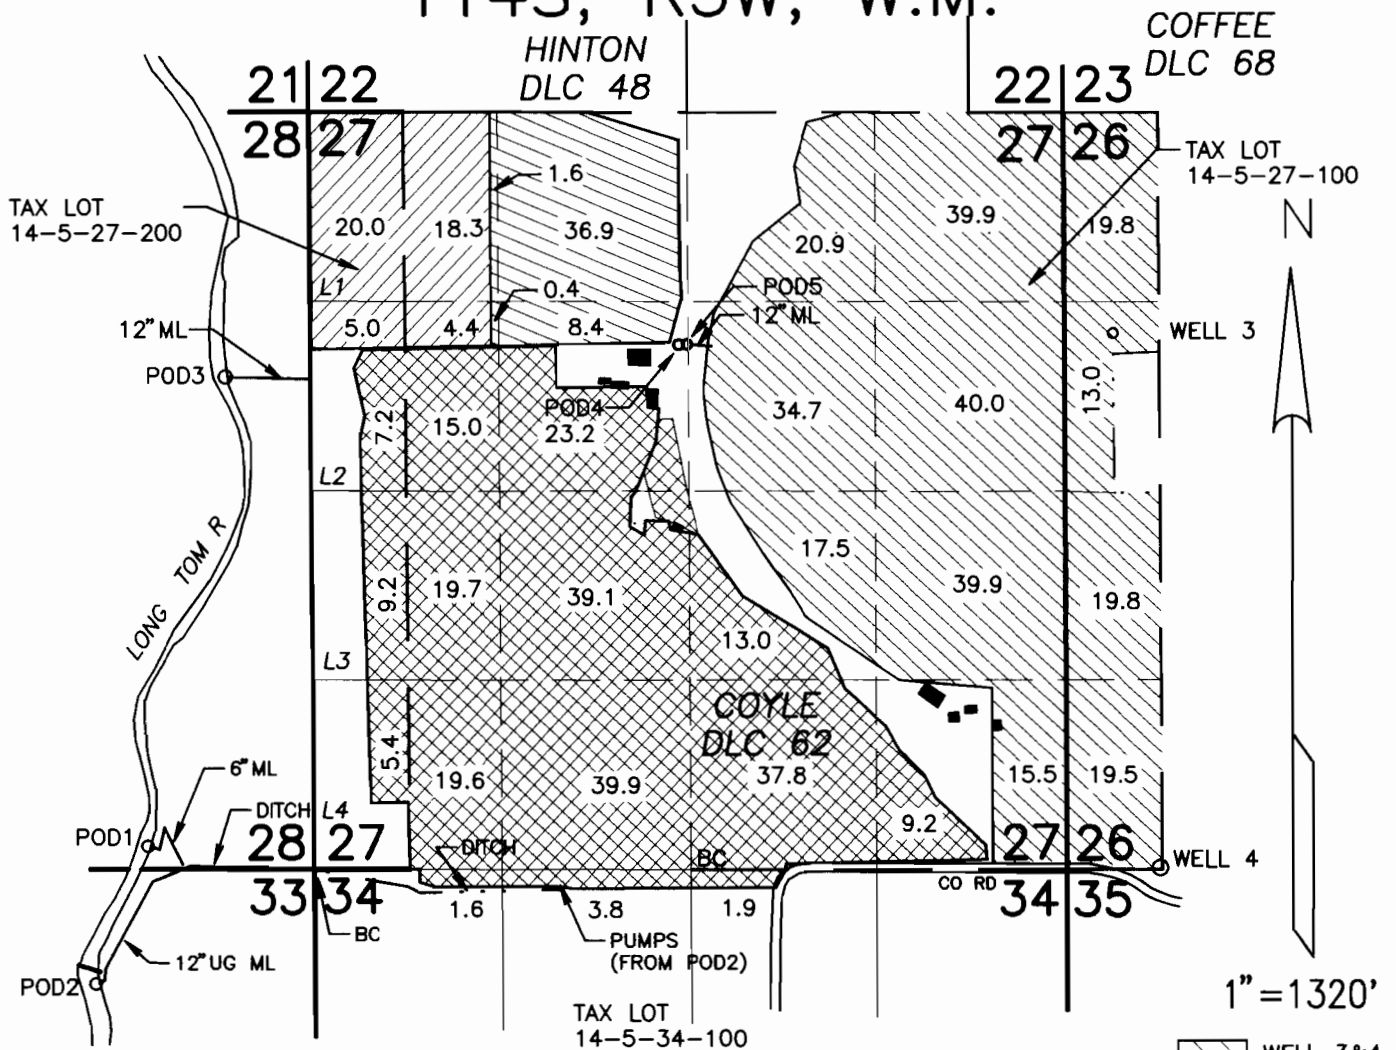 T14S, R5W, W.M.
HINTON
DLC 48
COFFEE
DLC 68
21 22
28 27
22 23
27 26
TAX LOT
14-5-27-100
TAX LOT
14-5-27-200
N
1.6
20.0
18.3
36.9
20.9
39.9
19.8
L1
0.4
POD5
12"ML
5.0
4.4
8.4
12"ML
WELL 3
POD3
POD4
7.2
15.0
23.2
34.7
40.0
13.0
L2
LONG TOM R
17.5
9.2
19.7
39.1
39.9
19.8
13.0
L3
COYLE
DLC 62
5.4
6"ML
19.6
39.9
37.8
15.5
19.5
DITCH
L4
9.2
POD1
28 27
DITCH
BC
27 26
WELL 4
CO RD
33 34
1.6
3.8
1.9
34 35
BC
PUMPS
(FROM POD2)
12"UG ML
POD2
1"=1320'
TAX LOT
14-5-34-100
WELL 3&4